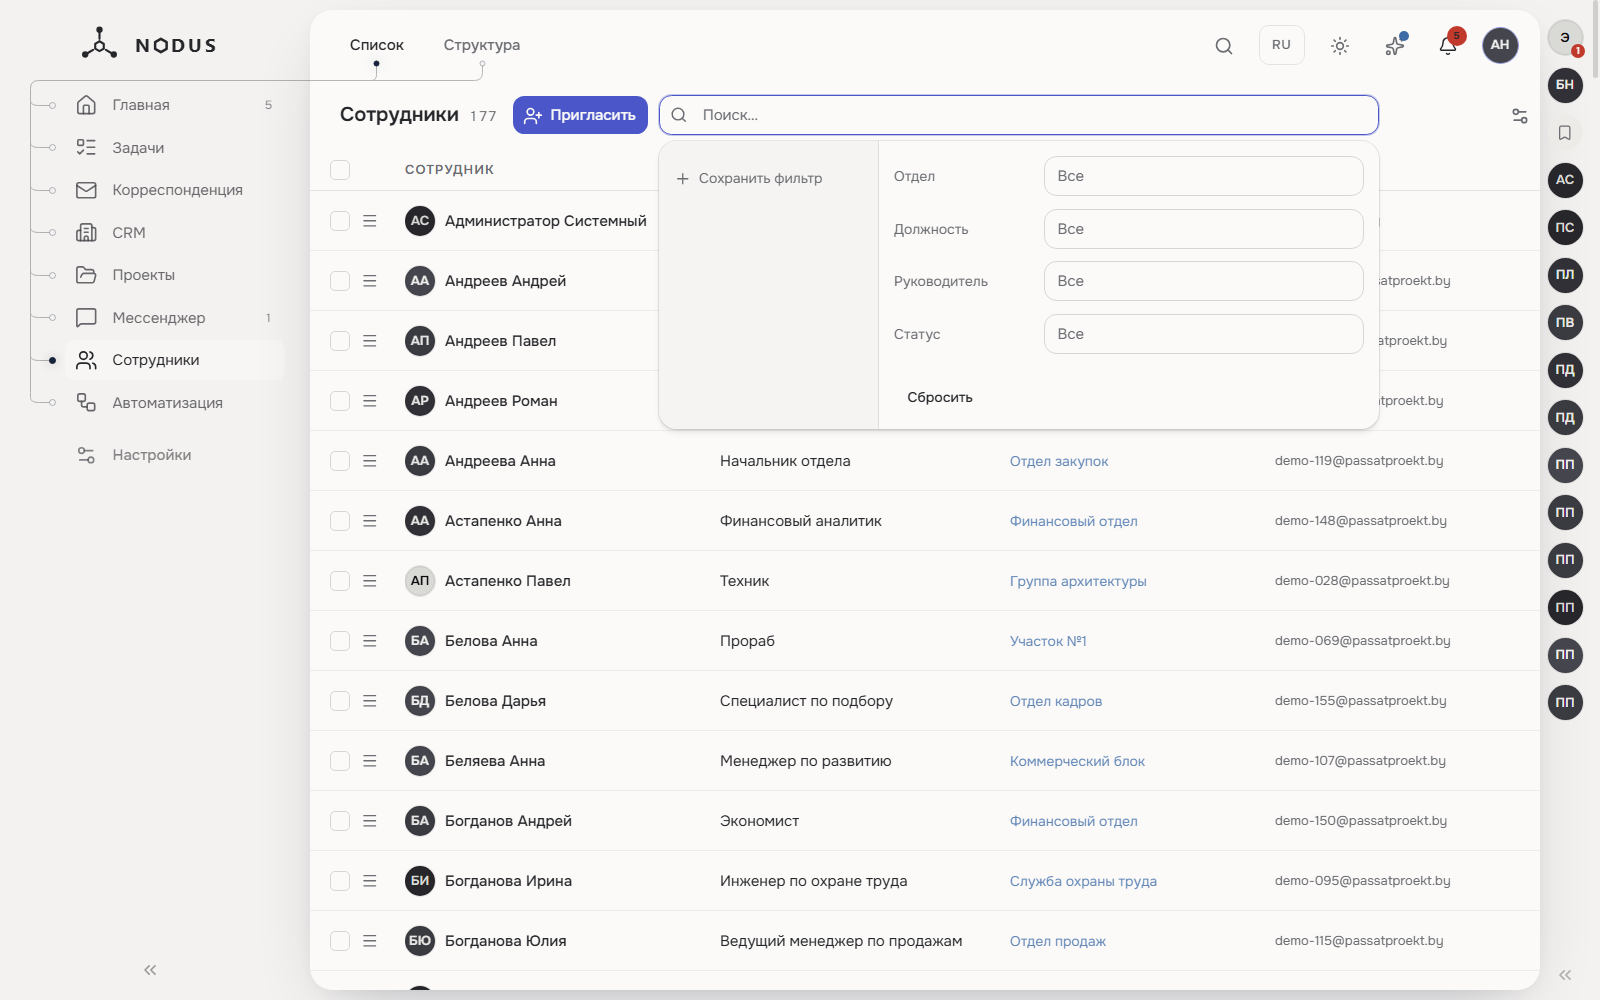 NODUS
Список
Структура
RU
5
АН
Э
1
Главная 5
Задачи
Корреспонденция
CRM
Проекты
Мессенджер 1
Сотрудники
Автоматизация
Настройки
Сотрудники 177
Пригласить
Поиск...
СОТРУДНИК
Сохранить фильтр
Отдел Все
Должность Все
Руководитель Все
Статус Все
Сбросить
АС Администратор Системный
АА Андреев Андрей satproekt.by
АП Андреев Павел satproekt.by
АР Андреев Роман satproekt.by
АА Андреева Анна Начальник отдела Отдел закупок demo-119@passatproekt.by
АА Астапенко Анна Финансовый аналитик Финансовый отдел demo-148@passatproekt.by
АП Астапенко Павел Техник Группа архитектуры demo-028@passatproekt.by
БА Белова Анна Прораб Участок №1 demo-069@passatproekt.by
БД Белова Дарья Специалист по подбору Отдел кадров demo-155@passatproekt.by
БА Беляева Анна Менеджер по развитию Коммерческий блок demo-107@passatproekt.by
БА Богданов Андрей Экономист Финансовый отдел demo-150@passatproekt.by
БИ Богданова Ирина Инженер по охране труда Служба охраны труда demo-095@passatproekt.by
БЮ Богданова Юлия Ведущий менеджер по продажам Отдел продаж demo-115@passatproekt.by
БН
АС
ПС
ПЛ
ПВ
ПД
ПД
ПП
ПП
ПП
ПП
ПП
ПП